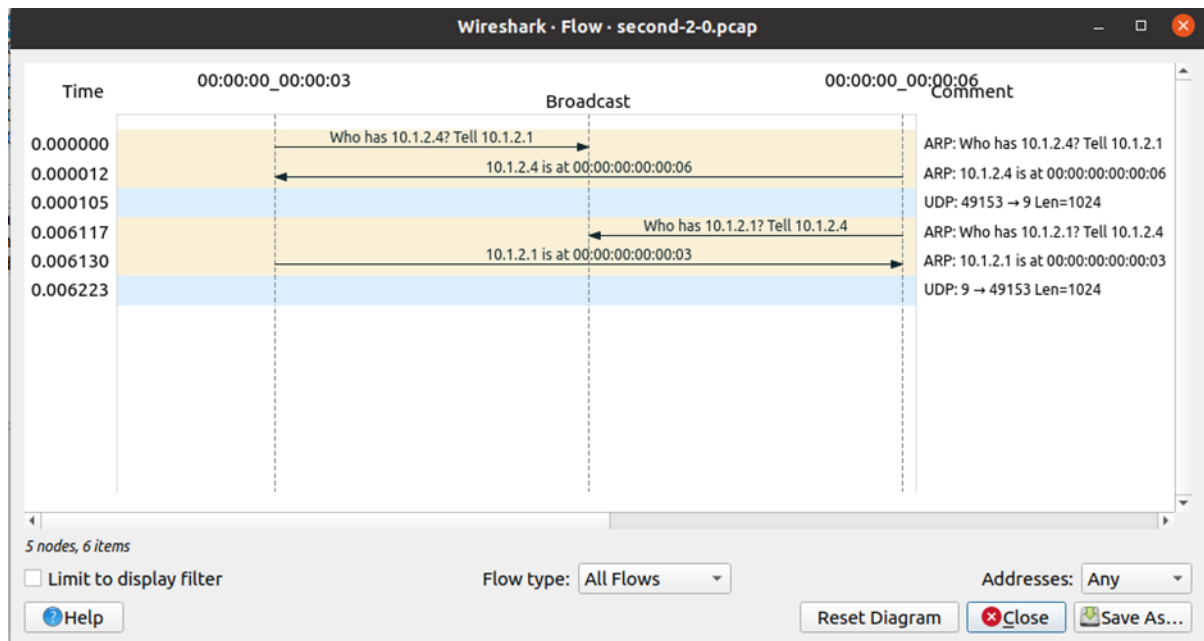 Wireshark · Flow · second-2-0.pcap
Time
00:00:00_00:00:03
Broadcast
00:00:00_00:00:06
Comment
0.000000 Who has 10.1.2.4? Tell 10.1.2.1 ARP: Who has 10.1.2.4? Tell 10.1.2.1
0.000012 10.1.2.4 is at 00:00:00:00:00:06 ARP: 10.1.2.4 is at 00:00:00:00:00:06
0.000105 UDP: 49153 → 9 Len=1024
0.006117 Who has 10.1.2.1? Tell 10.1.2.4 ARP: Who has 10.1.2.1? Tell 10.1.2.4
0.006130 10.1.2.1 is at 00:00:00:00:00:03 ARP: 10.1.2.1 is at 00:00:00:00:00:03
0.006223 UDP: 9 → 49153 Len=1024
5 nodes, 6 items
Limit to display filter Flow type: All Flows Addresses: Any
Help Reset Diagram Close Save As...